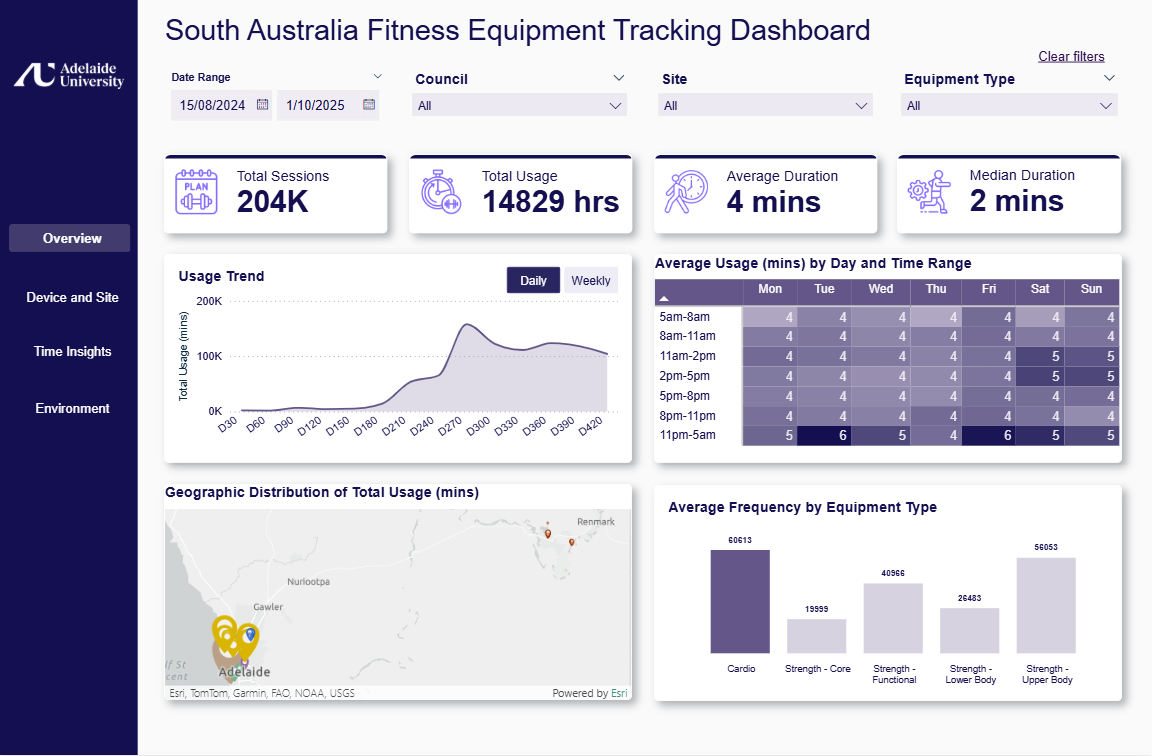 South Australia Fitness Equipment Tracking Dashboard
Clear filters
Adelaide
University
Date Range
Council
Site
Equipment Type
15/08/2024
1/10/2025
All
All
All
PLAN
Total Sessions
204K
Total Usage
14829 hrs
Average Duration
4 mins
Median Duration
2 mins
Overview
Device and Site
Time Insights
Environment
Usage Trend
Daily
Weekly
200K
100K
0K
Total Usage (mins)
D30 D60 D90 D120 D150 D180 D210 D240 D270 D300 D330 D360 D390 D420
Average Usage (mins) by Day and Time Range
Mon Tue Wed Thu Fri Sat Sun
5am-8am 4 4 4 4 4 4 4
8am-11am 4 4 4 4 4 4 4
11am-2pm 4 4 4 4 4 5 5
2pm-5pm 4 4 4 4 4 5 5
5pm-8pm 4 4 4 4 4 4 4
8pm-11pm 4 4 4 4 4 4 4
11pm-5am 5 6 5 4 6 5 5
Geographic Distribution of Total Usage (mins)
Renmark
Nuriootpa
Gawler
lf St
cent
Adelaide
Esri, TomTom, Garmin, FAO, NOAA, USGS
Powered by Esri
Average Frequency by Equipment Type
60613
19999
40966
26483
56053
Cardio
Strength - Core
Strength -
Functional
Strength -
Lower Body
Strength -
Upper Body